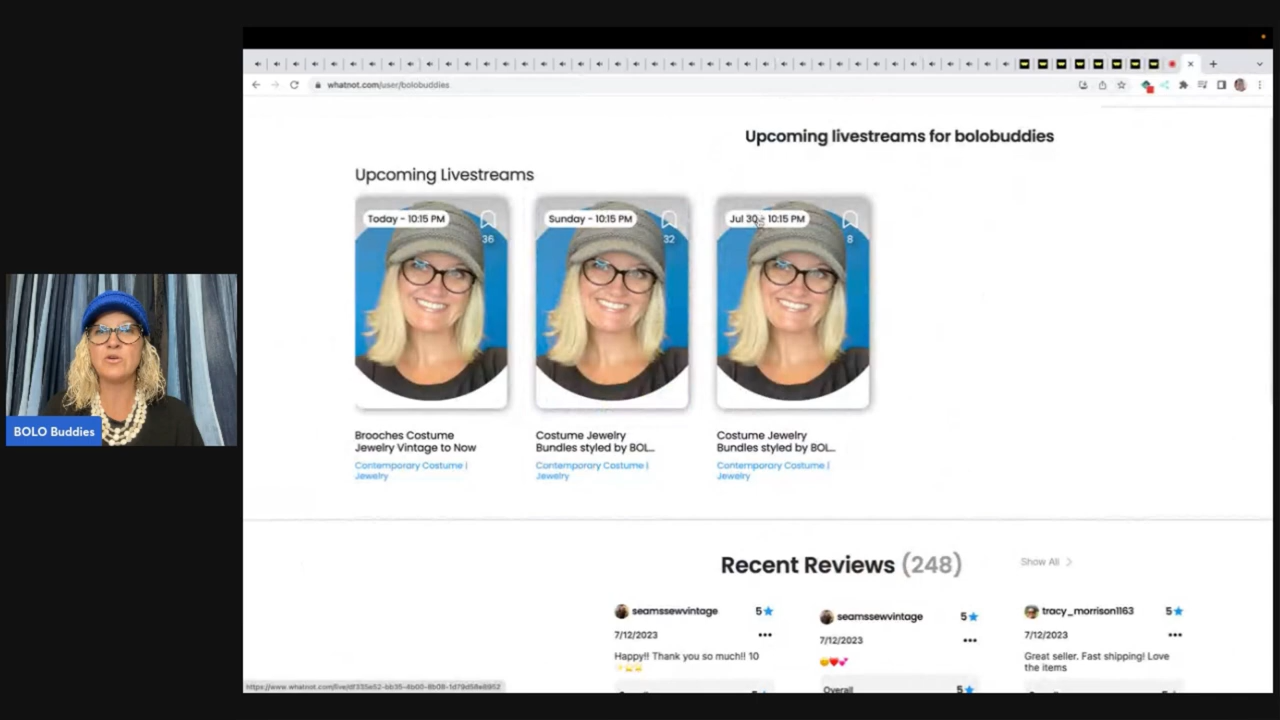 whatnot.com/user/bolobuddies
Upcoming livestreams for bolobuddies
Upcoming Livestreams
Today - 10:15 PM
36
Sunday - 10:15 PM
32
Jul 30 - 10:15 PM
8
Brooches Costume
Jewelry Vintage to Now
Contemporary Costume |
Jewelry
Costume Jewelry
Bundles styled by BOL...
Contemporary Costume |
Jewelry
Costume Jewelry
Bundles styled by BOL...
Contemporary Costume |
Jewelry
BOLO Buddies
Recent Reviews (248)
Show All
seamssewvintage 5
7/12/2023
Happy!! Thank you so much!! 10
seamssewvintage 5
7/12/2023
Overall 5
tracy_morrison1163 5
7/12/2023
Great seller. Fast shipping! Love
the items